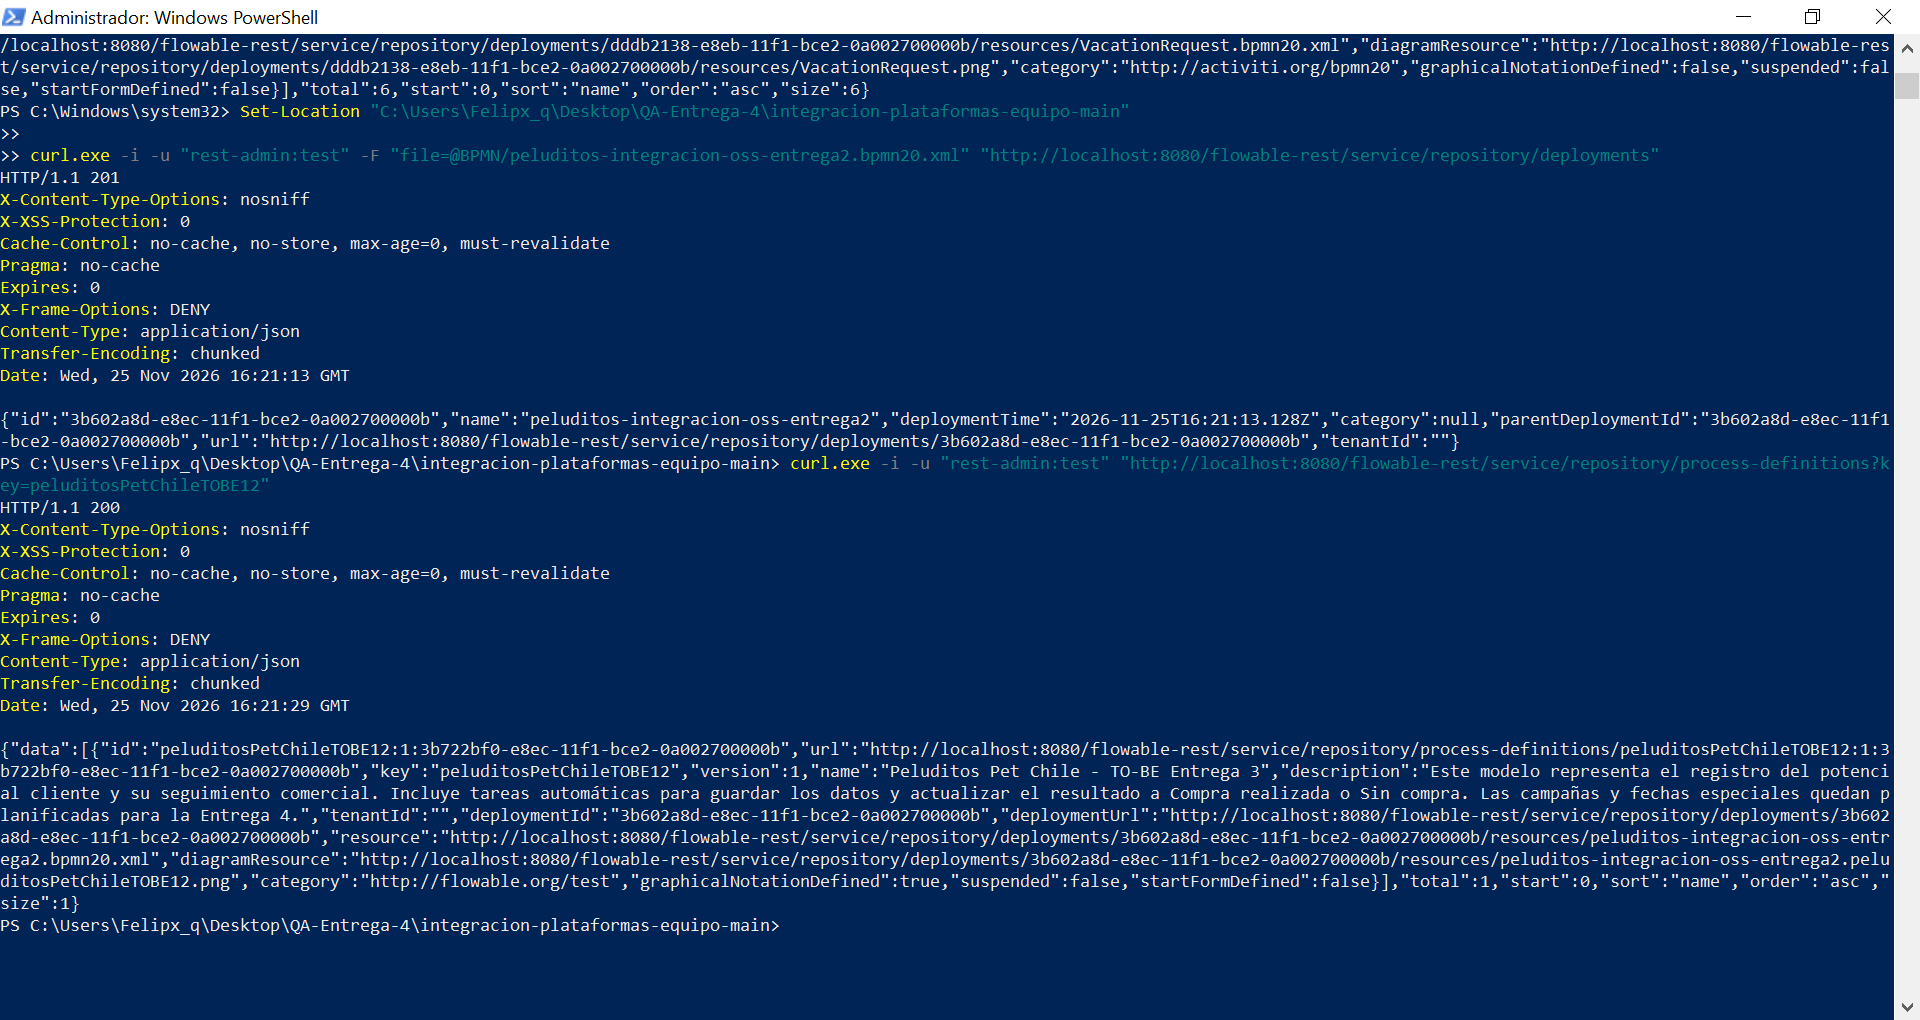 Administrador: Windows PowerShell
/localhost:8080/flowable-rest/service/repository/deployments/dddb2138-e8eb-11f1-bce2-0a002700000b/resources/VacationRequest.bpmn20.xml","diagramResource":"http://localhost:8080/flowable-res
t/service/repository/deployments/dddb2138-e8eb-11f1-bce2-0a002700000b/resources/VacationRequest.png","category":"http://activiti.org/bpmn20","graphicalNotationDefined":false,"suspended":fal
se,"startFormDefined":false}],"total":6,"start":0,"sort":"name","order":"asc","size":6}
PS C:\Windows\system32> Set-Location "C:\Users\Felipx_q\Desktop\QA-Entrega-4\integracion-plataformas-equipo-main"
>>
>> curl.exe -i -u "rest-admin:test" -F "file=@BPMN/peluditos-integracion-oss-entrega2.bpmn20.xml" "http://localhost:8080/flowable-rest/service/repository/deployments"
HTTP/1.1 201
X-Content-Type-Options: nosniff
X-XSS-Protection: 0
Cache-Control: no-cache, no-store, max-age=0, must-revalidate
Pragma: no-cache
Expires: 0
X-Frame-Options: DENY
Content-Type: application/json
Transfer-Encoding: chunked
Date: Wed, 25 Nov 2026 16:21:13 GMT
{"id":"3b602a8d-e8ec-11f1-bce2-0a002700000b","name":"peluditos-integracion-oss-entrega2","deploymentTime":"2026-11-25T16:21:13.128Z","category":null,"parentDeploymentId":"3b602a8d-e8ec-11f1
-bce2-0a002700000b","url":"http://localhost:8080/flowable-rest/service/repository/deployments/3b602a8d-e8ec-11f1-bce2-0a002700000b","tenantId":""}
PS C:\Users\Felipx_q\Desktop\QA-Entrega-4\integracion-plataformas-equipo-main> curl.exe -i -u "rest-admin:test" "http://localhost:8080/flowable-rest/service/repository/process-definitions?k
ey=peluditosPetChileTOBE12"
HTTP/1.1 200
X-Content-Type-Options: nosniff
X-XSS-Protection: 0
Cache-Control: no-cache, no-store, max-age=0, must-revalidate
Pragma: no-cache
Expires: 0
X-Frame-Options: DENY
Content-Type: application/json
Transfer-Encoding: chunked
Date: Wed, 25 Nov 2026 16:21:29 GMT
{"data":[{"id":"peluditosPetChileTOBE12:1:3b722bf0-e8ec-11f1-bce2-0a002700000b","url":"http://localhost:8080/flowable-rest/service/repository/process-definitions/peluditosPetChileTOBE12:1:3
b722bf0-e8ec-11f1-bce2-0a002700000b","key":"peluditosPetChileTOBE12","version":1,"name":"Peluditos Pet Chile - TO-BE Entrega 3","description":"Este modelo representa el registro del potenci
al cliente y su seguimiento comercial. Incluye tareas automáticas para guardar los datos y actualizar el resultado a Compra realizada o Sin compra. Las campañas y fechas especiales quedan p
lanificadas para la Entrega 4.","tenantId":"","deploymentId":"3b602a8d-e8ec-11f1-bce2-0a002700000b","deploymentUrl":"http://localhost:8080/flowable-rest/service/repository/deployments/3b602
a8d-e8ec-11f1-bce2-0a002700000b","resource":"http://localhost:8080/flowable-rest/service/repository/deployments/3b602a8d-e8ec-11f1-bce2-0a002700000b/resources/peluditos-integracion-oss-entr
ega2.bpmn20.xml","diagramResource":"http://localhost:8080/flowable-rest/service/repository/deployments/3b602a8d-e8ec-11f1-bce2-0a002700000b/resources/peluditos-integracion-oss-entrega2.pelu
ditosPetChileTOBE12.png","category":"http://flowable.org/test","graphicalNotationDefined":true,"suspended":false,"startFormDefined":false}],"total":1,"start":0,"sort":"name","order":"asc","
size":1}
PS C:\Users\Felipx_q\Desktop\QA-Entrega-4\integracion-plataformas-equipo-main>